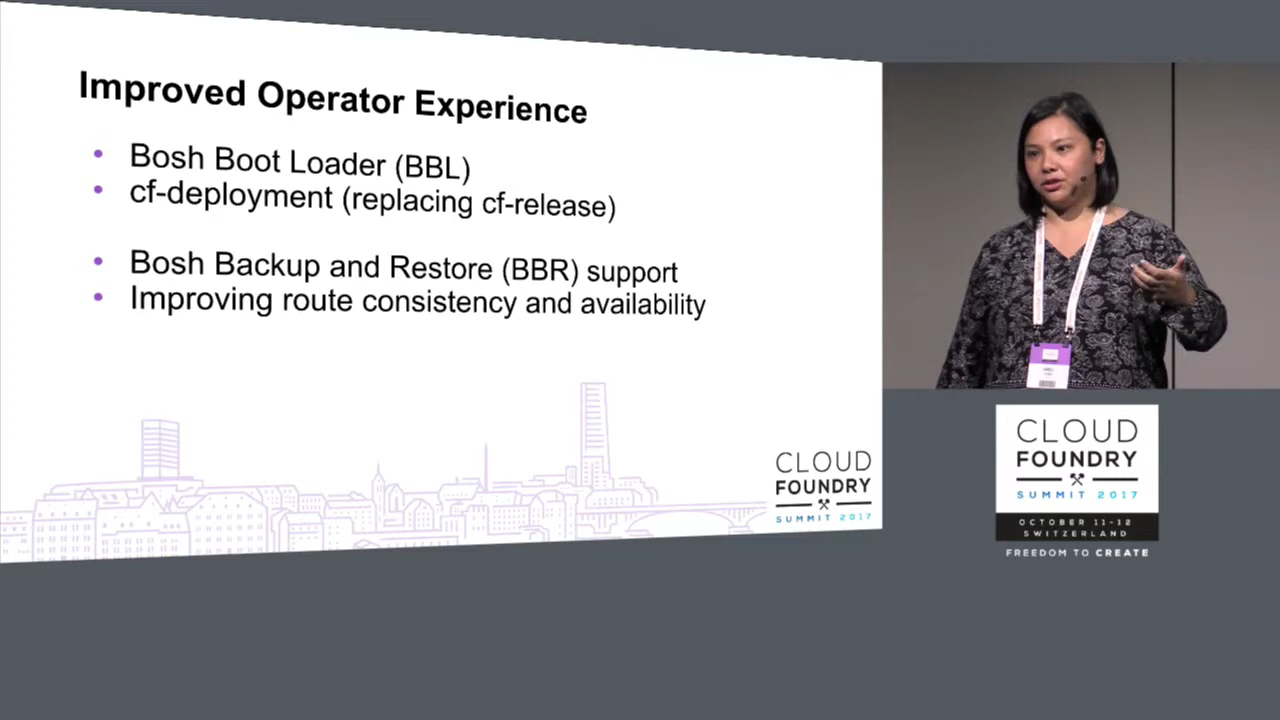 Improved Operator Experience
• Bosh Boot Loader (BBL)
• cf-deployment (replacing cf-release)
• Bosh Backup and Restore (BBR) support
• Improving route consistency and availability
CLOUD
FOUNDRY
SUMMIT 2017
CLOUD
FOUNDRY
SUMMIT 2017
OCTOBER 11-12
SWITZERLAND
FREEDOM TO CREATE